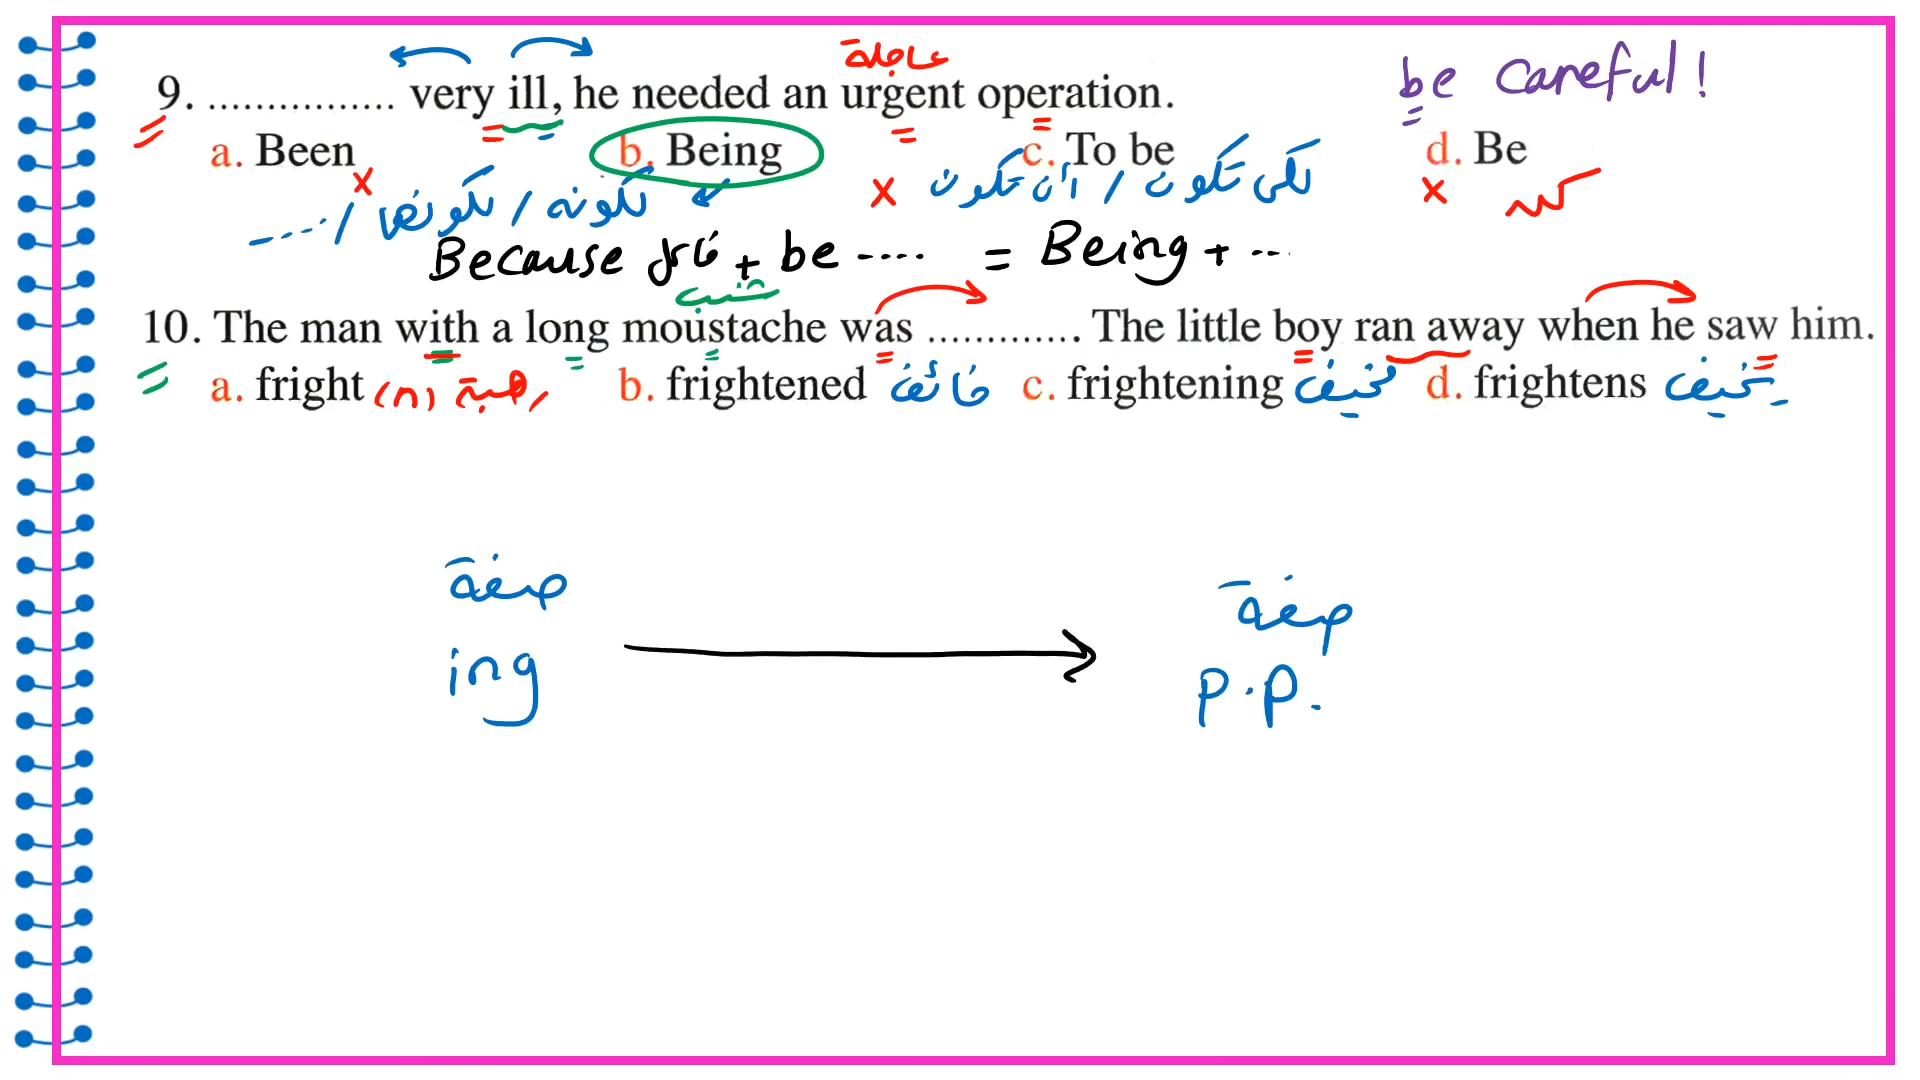 عاجلة
be careful!
9. ................ very ill, he needed an urgent operation.
a. Been b. Being c. To be d. Be
x x x
لكى تكون / أن تكون
لكونه / لكونها / ....
Because فاعل + be .... = Being + ...
شنب
10. The man with a long moustache was ............. The little boy ran away when he saw him.
a. fright (n) رهبة b. frightened خائف c. frightening مخيف d. frightens يخيف
صفة صفة
ing p.p.